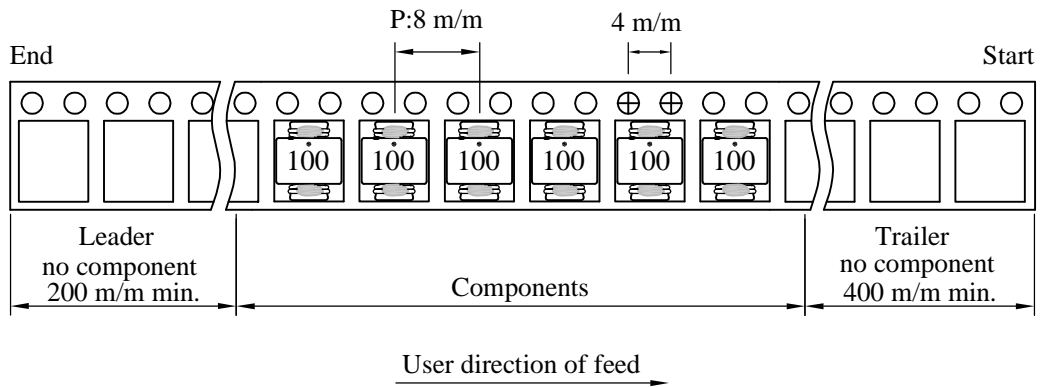 P:8 m/m
4 m/m
End
Start
100
100
100
100
100
100
Leader
no component
200 m/m min.
Components
Trailer
no component
400 m/m min.
User direction of feed